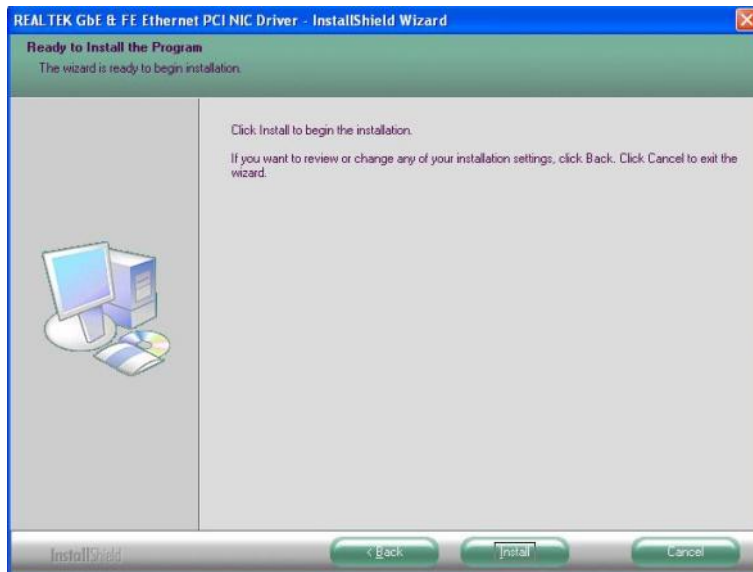 REALTEK GbE & FE Ethernet PCI NIC Driver - InstallShield Wizard
Ready to Install the Program
The wizard is ready to begin installation.
Click Install to begin the installation.
If you want to review or change any of your installation settings, click Back. Click Cancel to exit the
wizard.
InstallShield
< Back
Install
Cancel